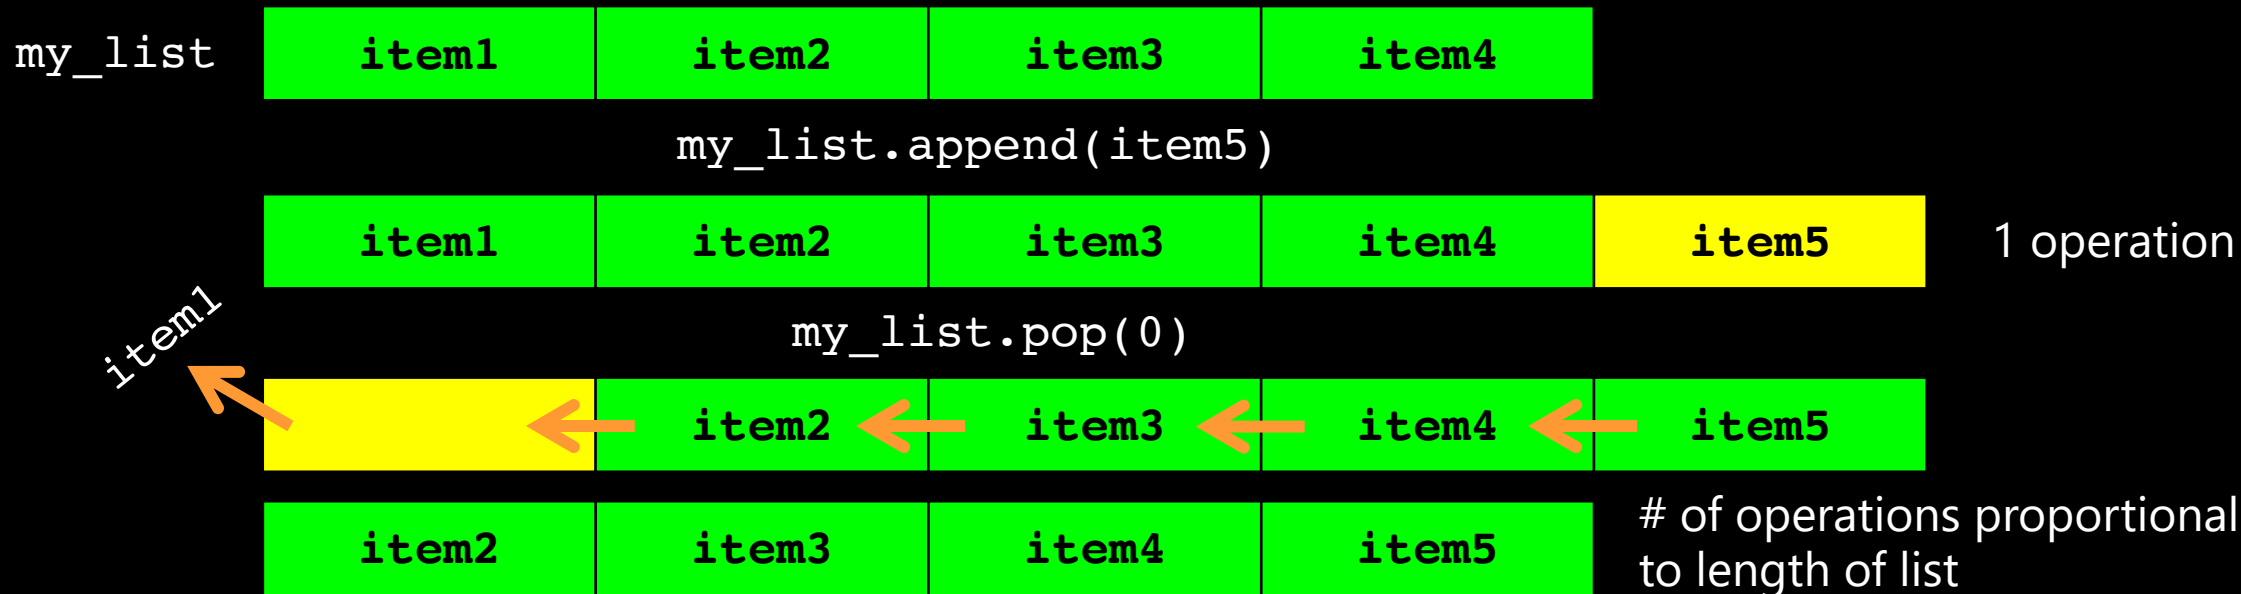 my_list item1 item2 item3 item4
my_list.append(item5)
item1 item2 item3 item4 item5 1 operation
my_list.pop(0)
item1
item2 item3 item4 item5
item2 item3 item4 item5
# of operations proportional
to length of list